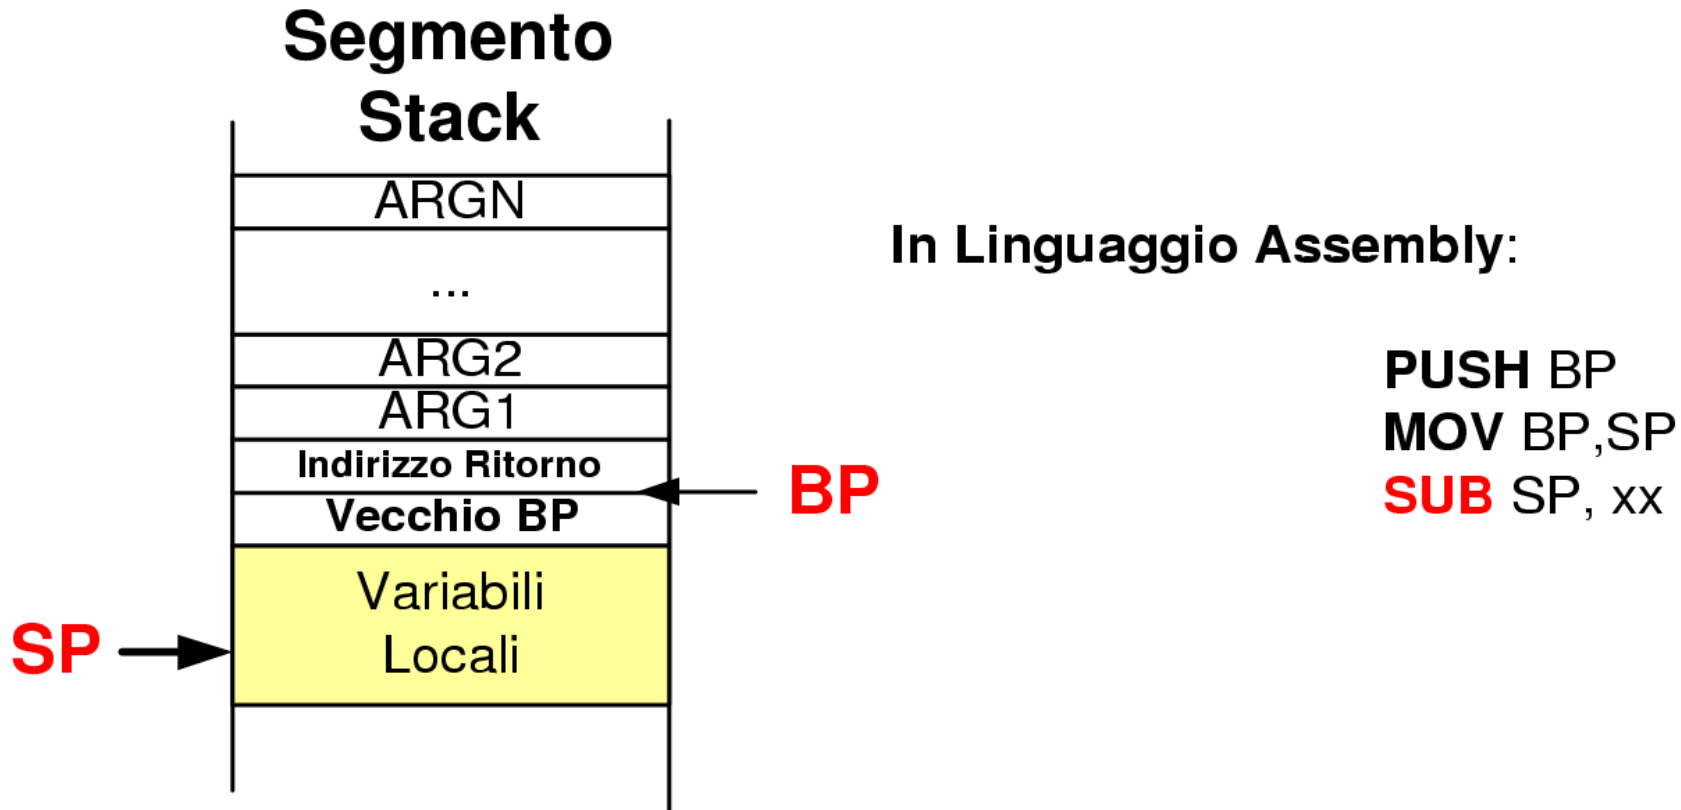 Segmento
Stack
ARGN
...
ARG2
ARG1
Indirizzo Ritorno
Vecchio BP
Variabili
Locali
SP
BP
In Linguaggio Assembly:
PUSH BP
MOV BP,SP
SUB SP, xx